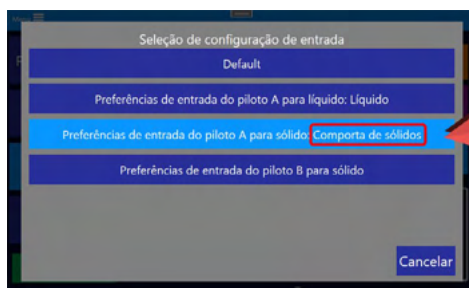 Seleção de configuração de entrada
Default
Preferências de entrada do piloto A para líquido: Líquido
Preferências de entrada do piloto A para sólido: Comporta de sólidos
Preferências de entrada do piloto B para sólido
Cancelar